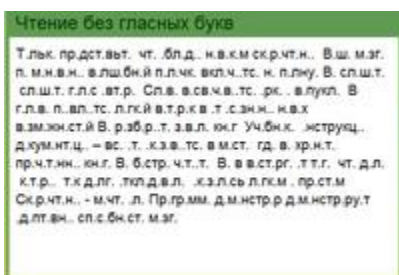 Чтение без гласных букв
Т.льк. пр.дст.вьт. чт. .бл.д.. н.в.к.м ск.р.чт.н.. В.ш. м.зг.
п. м.н.в.н.. в.лш.бн.й п.л.чк. вкл.ч..тс. н. п.лну. В. сл.ш.т.
сл.ш.т. г.л.с .вт.р. Сл.в. в.св.ч.в..тс. .рк. . в.пукл. В
г.л.в. п..вл..тс. л.гк.й в.т.р.к в .т .с.зн.н.. н.в.х
в.зм.жн.ст.й В. р.зб.р..т. з.в.л. кн.г Уч.бн.к. .нструкц..
д.кум.нт.ц.. – вс. .т. .к.з.в..тс. в м.ст. гд. в. хр.н.т.
пр.ч.т.нн.. кн.г. В. б.стр. ч.т..т. В. в в.ст.рг. .т т.г. чт. д.л.
к.т.р.. т.к д.лг. .ткл.д.в.л. .к.з.л.сь л.гк.м . пр.ст.м
Ск.р.чт.н.. - м.чт. .л. Пр.гр.мм. д.м.нстр.р д.м.нстр.ру.т
.д.пт.вн.. сп.с.бн.ст. м.зг.